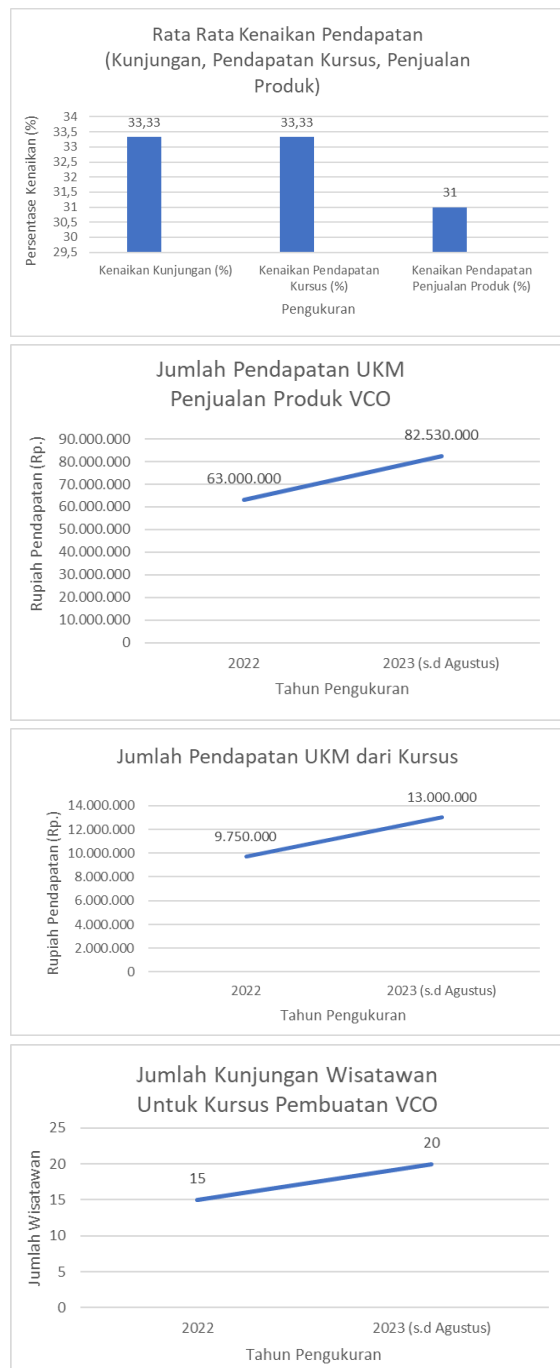 Rata Rata Kenaikan Pendapatan
(Kunjungan, Pendapatan Kursus, Penjualan
Produk)
Persentase Kenaikan (%)
34
33,5
33
32,5
32
31,5
31
30,5
30
29,5
33,33
33,33
31
Kenaikan Kunjungan (%)
Kenaikan Pendapatan
Kursus (%)
Kenaikan Pendapatan
Penjualan Produk (%)
Pengukuran
Jumlah Pendapatan UKM
Penjualan Produk VCO
Rupiah Pendapatan (Rp.)
90.000.000
80.000.000
70.000.000
60.000.000
50.000.000
40.000.000
30.000.000
20.000.000
10.000.000
0
63.000.000
82.530.000
2022
2023 (s.d Agustus)
Tahun Pengukuran
Jumlah Pendapatan UKM dari Kursus
Rupiah Pendapatan (Rp.)
14.000.000
12.000.000
10.000.000
8.000.000
6.000.000
4.000.000
2.000.000
0
9.750.000
13.000.000
2022
2023 (s.d Agustus)
Tahun Pengukuran
Jumlah Kunjungan Wisatawan
Untuk Kursus Pembuatan VCO
Jumlah Wisatawan
25
20
15
10
5
0
15
20
2022
2023 (s.d Agustus)
Tahun Pengukuran